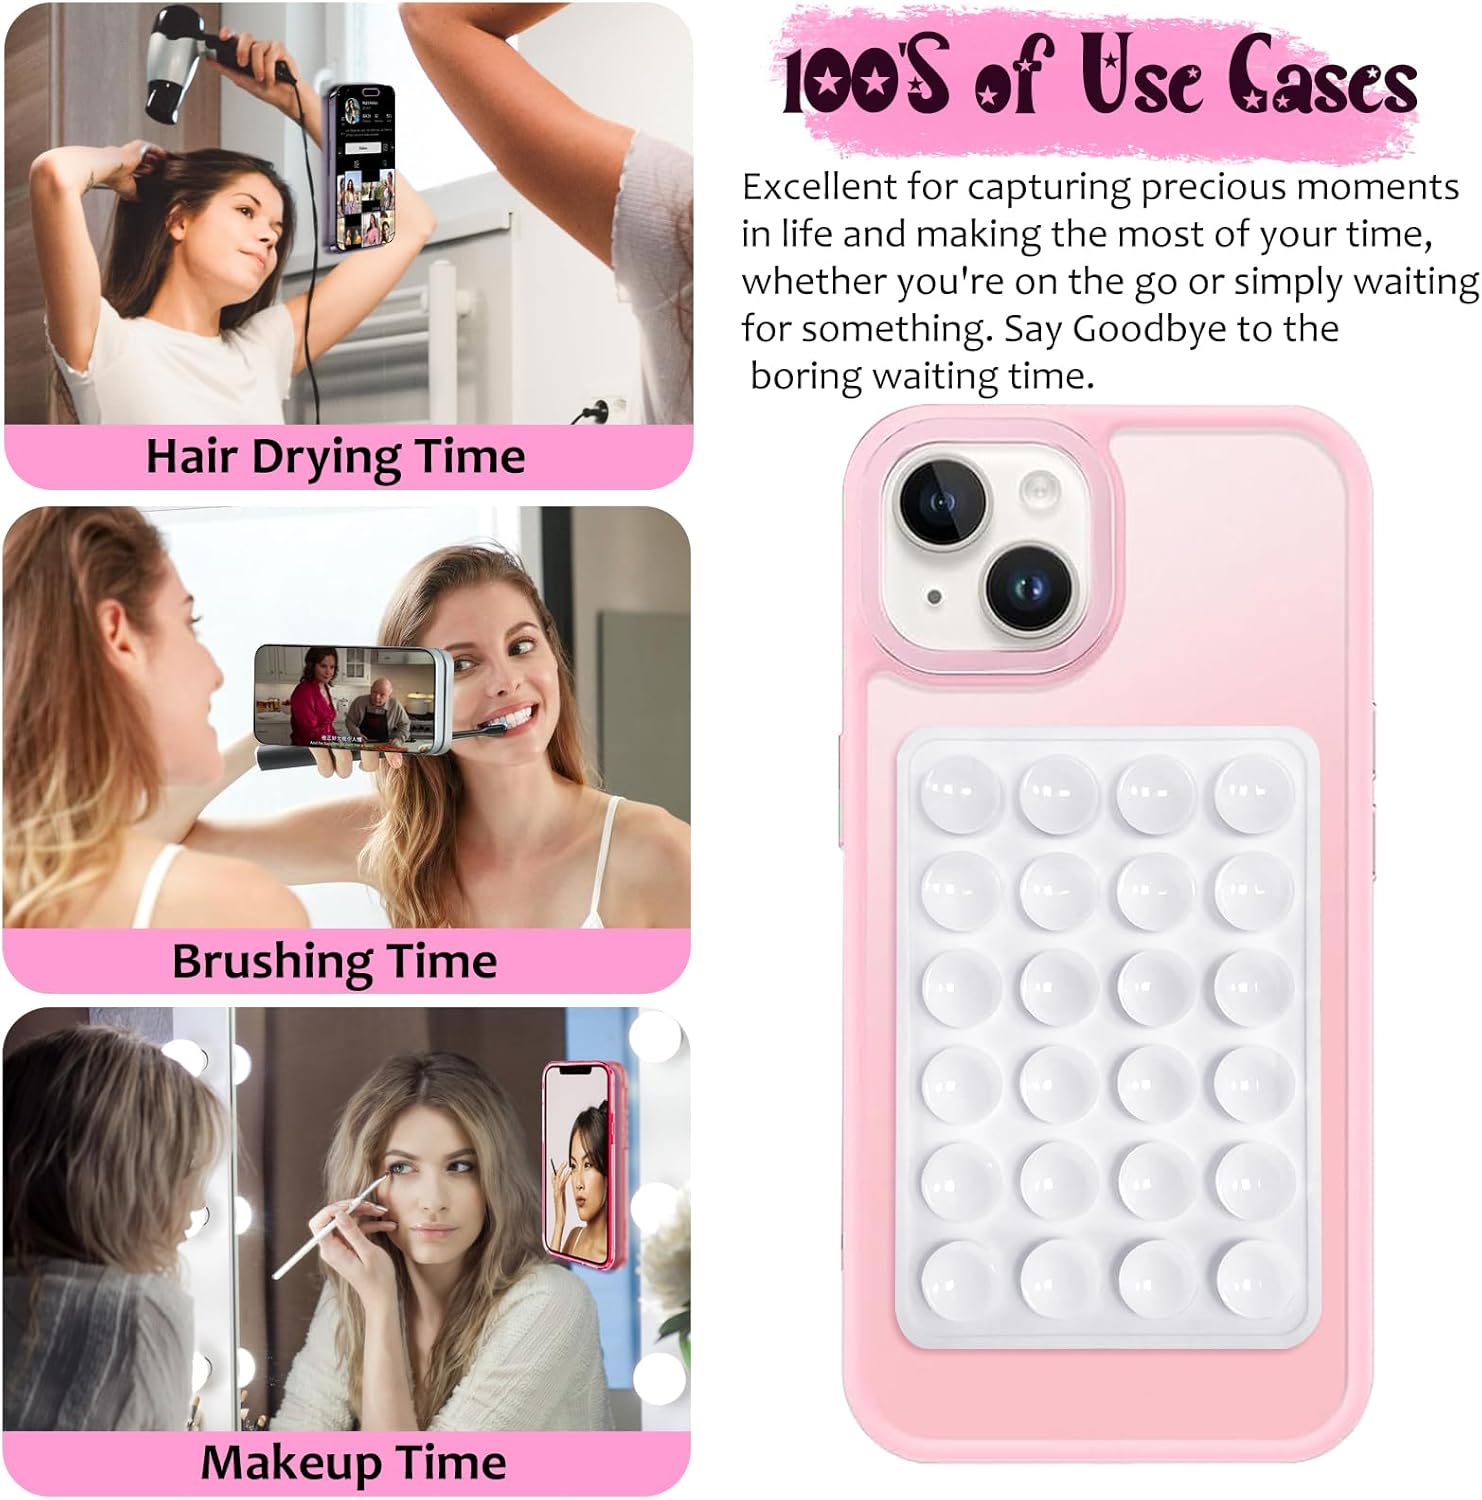 100'S of Use Cases
Excellent for capturing precious moments
in life and making the most of your time,
whether you're on the go or simply waiting
for something. Say Goodbye to the
boring waiting time.
Hair Drying Time
Brushing Time
Makeup Time